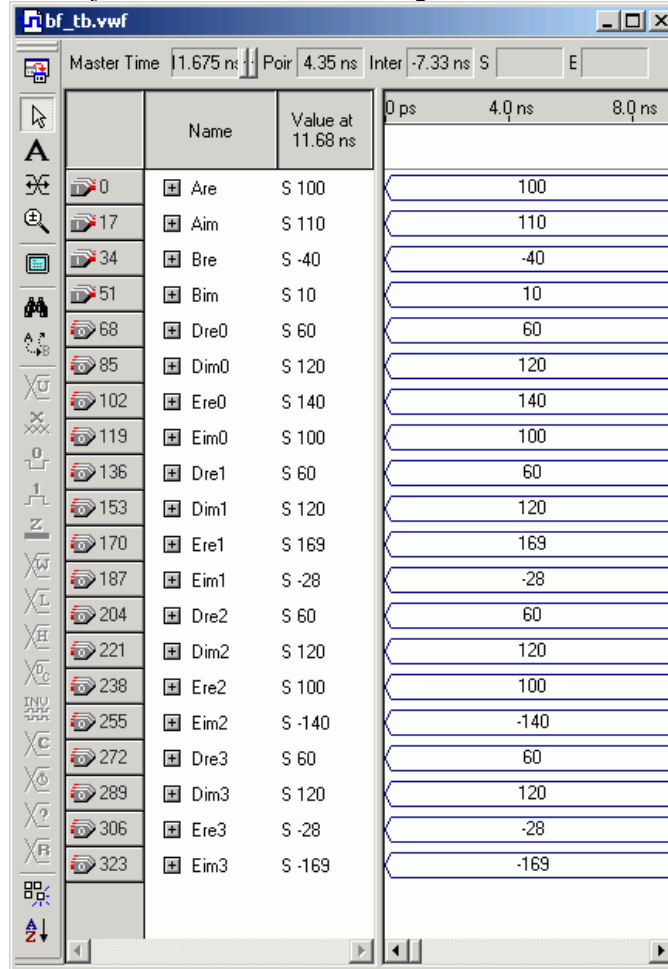 bf_tb.vwf
Master Time 11.675 ns Poir 4.35 ns Inter -7.33 ns S E
Name Value at 11.68 ns 0 ps 4.0 ns 8.0 ns
0 Are S 100 100
17 Aim S 110 110
34 Bre S -40 -40
51 Bim S 10 10
68 Dre0 S 60 60
85 Dim0 S 120 120
102 Ere0 S 140 140
119 Eim0 S 100 100
136 Dre1 S 60 60
153 Dim1 S 120 120
170 Ere1 S 169 169
187 Eim1 S -28 -28
204 Dre2 S 60 60
221 Dim2 S 120 120
238 Ere2 S 100 100
255 Eim2 S -140 -140
272 Dre3 S 60 60
289 Dim3 S 120 120
306 Ere3 S -28 -28
323 Eim3 S -169 -169